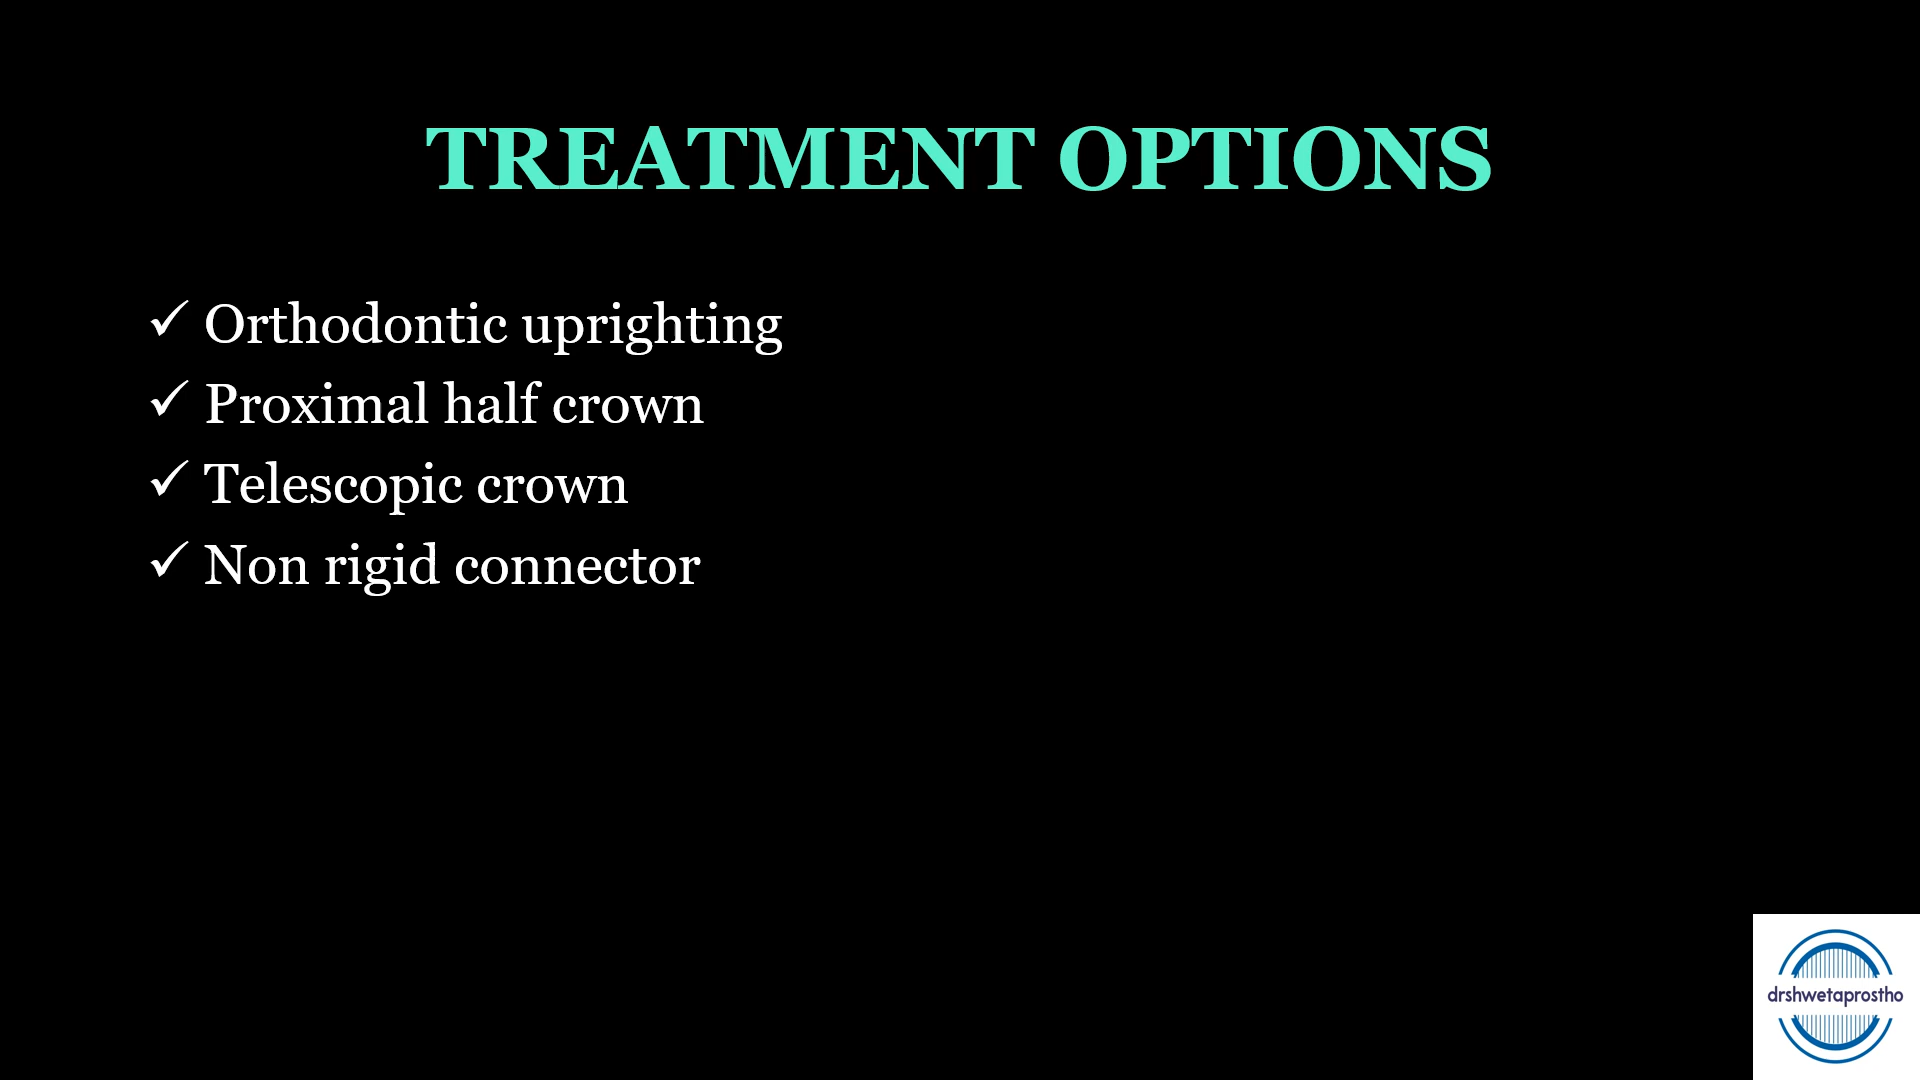 TREATMENT OPTIONS
✓ Orthodontic uprighting
✓ Proximal half crown
✓ Telescopic crown
✓ Non rigid connector
drshwetaprostho